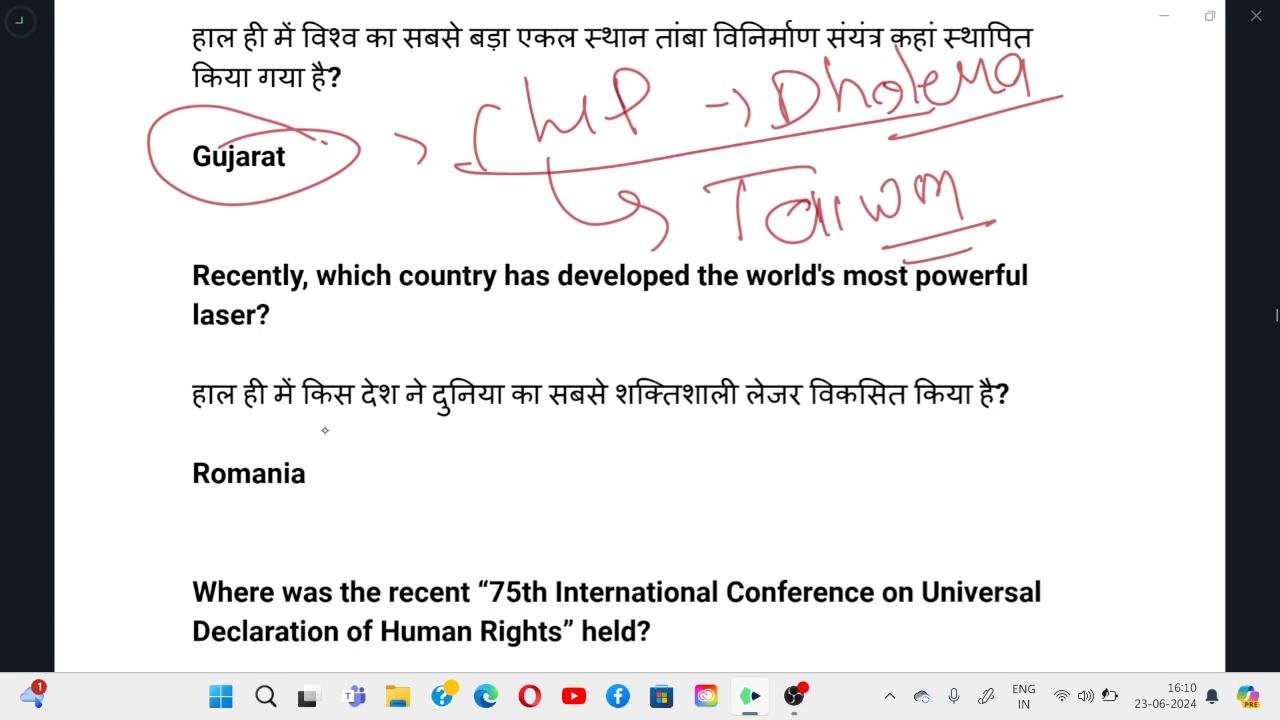 हाल ही में विश्व का सबसे बड़ा एकल स्थान तांबा विनिर्माण संयंत्र कहां स्थापित
किया गया है?
CHIP → Dholera
Gujarat
Taiwan
Recently, which country has developed the world's most powerful
laser?
हाल ही में किस देश ने दुनिया का सबसे शक्तिशाली लेजर विकसित किया है?
Romania
Where was the recent “75th International Conference on Universal
Declaration of Human Rights” held?
1
ENG
IN
16:10
23-06-2024
PRE